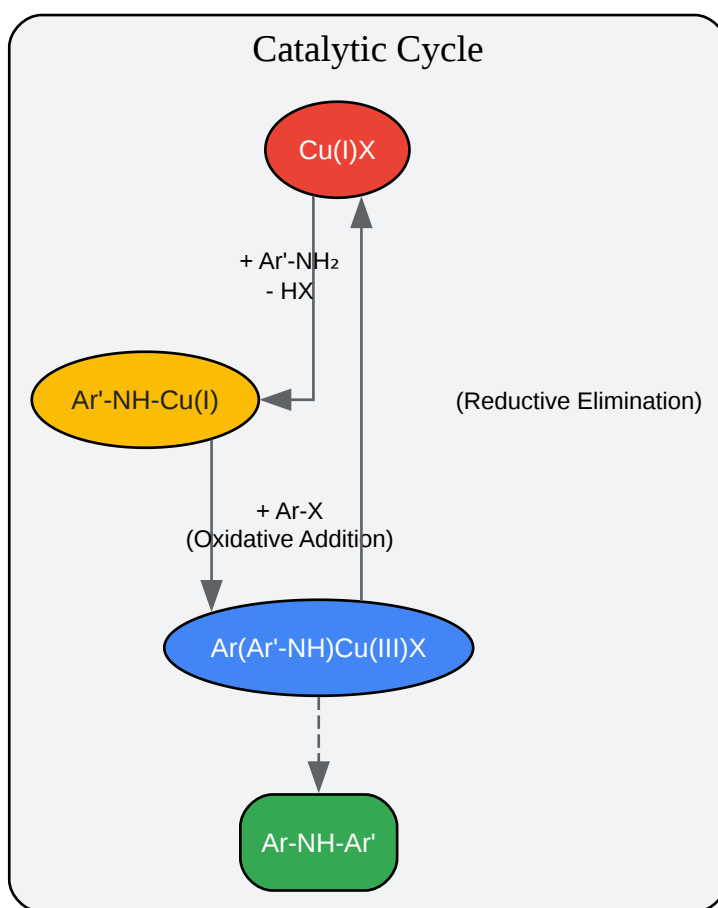 Catalytic Cycle
Cu(I)X
+ Ar'-NH₂
- HX
Ar'-NH-Cu(I)
(Reductive Elimination)
+ Ar-X
(Oxidative Addition)
Ar(Ar'-NH)Cu(III)X
Ar-NH-Ar'